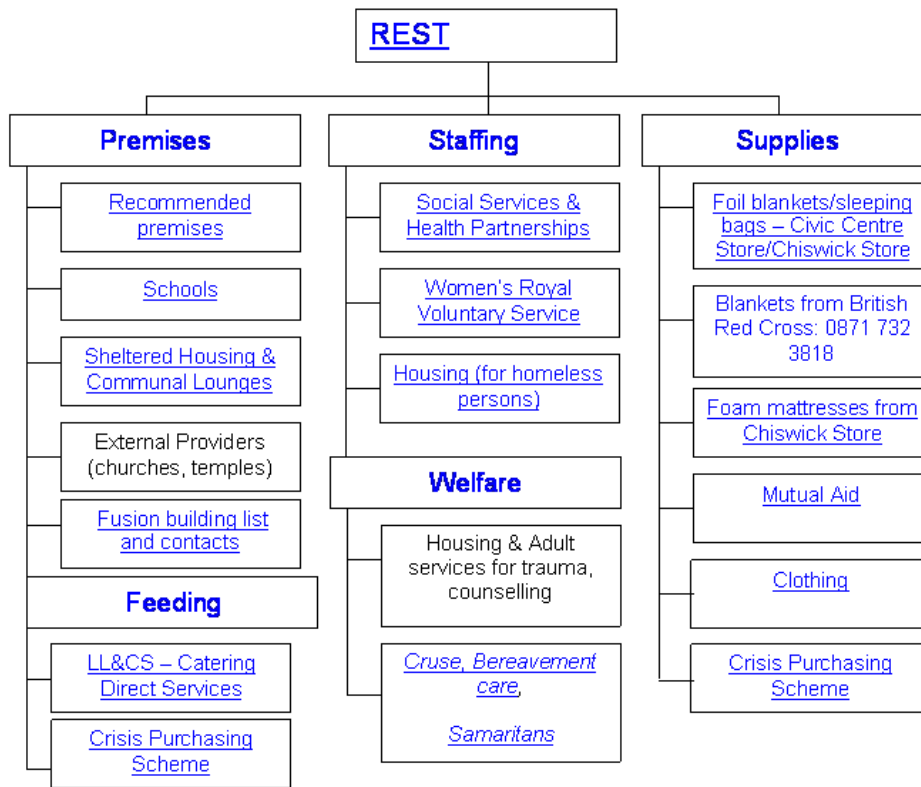 REST
Premises
Recommended
premises
Schools
Sheltered Housing &
Communal Lounges
External Providers
(churches, temples)
Fusion building list
and contacts
Feeding
LL&CS – Catering
Direct Services
Crisis Purchasing
Scheme
Staffing
Social Services &
Health Partnerships
Women's Royal
Voluntary Service
Housing (for homeless
persons)
Welfare
Housing & Adult
services for trauma,
counselling
Cruse, Bereavement
care,
Samaritans
Supplies
Foil blankets/sleeping
bags – Civic Centre
Store/Chiswick Store
Blankets from British
Red Cross: 0871 732
3818
Foam mattresses from
Chiswick Store
Mutual Aid
Clothing
Crisis Purchasing
Scheme